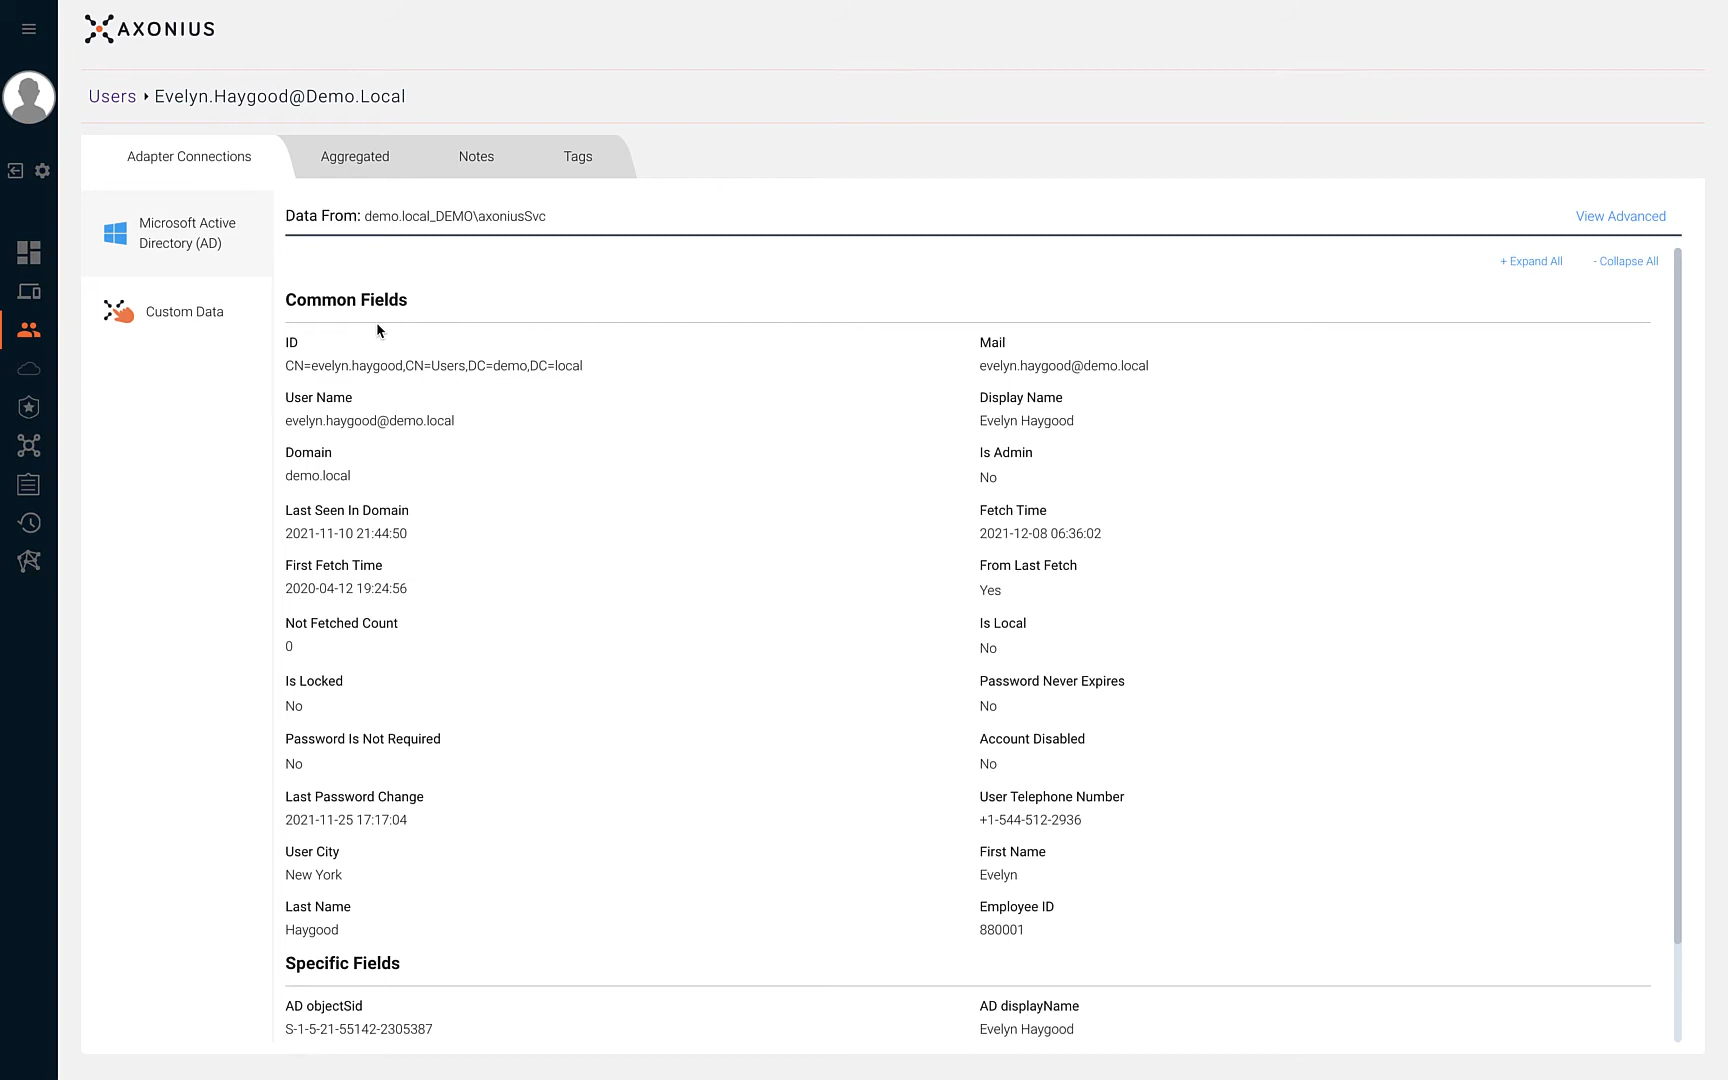 AXONIUS
Users ▸ Evelyn.Haygood@Demo.Local
Adapter Connections
Aggregated
Notes
Tags
Microsoft Active
Directory (AD)
Custom Data
Data From: demo.local_DEMO\axoniusSvc
View Advanced
+ Expand All
- Collapse All
Common Fields
ID
CN=evelyn.haygood,CN=Users,DC=demo,DC=local
Mail
evelyn.haygood@demo.local
User Name
evelyn.haygood@demo.local
Display Name
Evelyn Haygood
Domain
demo.local
Is Admin
No
Last Seen In Domain
2021-11-10 21:44:50
Fetch Time
2021-12-08 06:36:02
First Fetch Time
2020-04-12 19:24:56
From Last Fetch
Yes
Not Fetched Count
0
Is Local
No
Is Locked
No
Password Never Expires
No
Password Is Not Required
No
Account Disabled
No
Last Password Change
2021-11-25 17:17:04
User Telephone Number
+1-544-512-2936
User City
New York
First Name
Evelyn
Last Name
Haygood
Employee ID
880001
Specific Fields
AD objectSid
S-1-5-21-55142-2305387
AD displayName
Evelyn Haygood